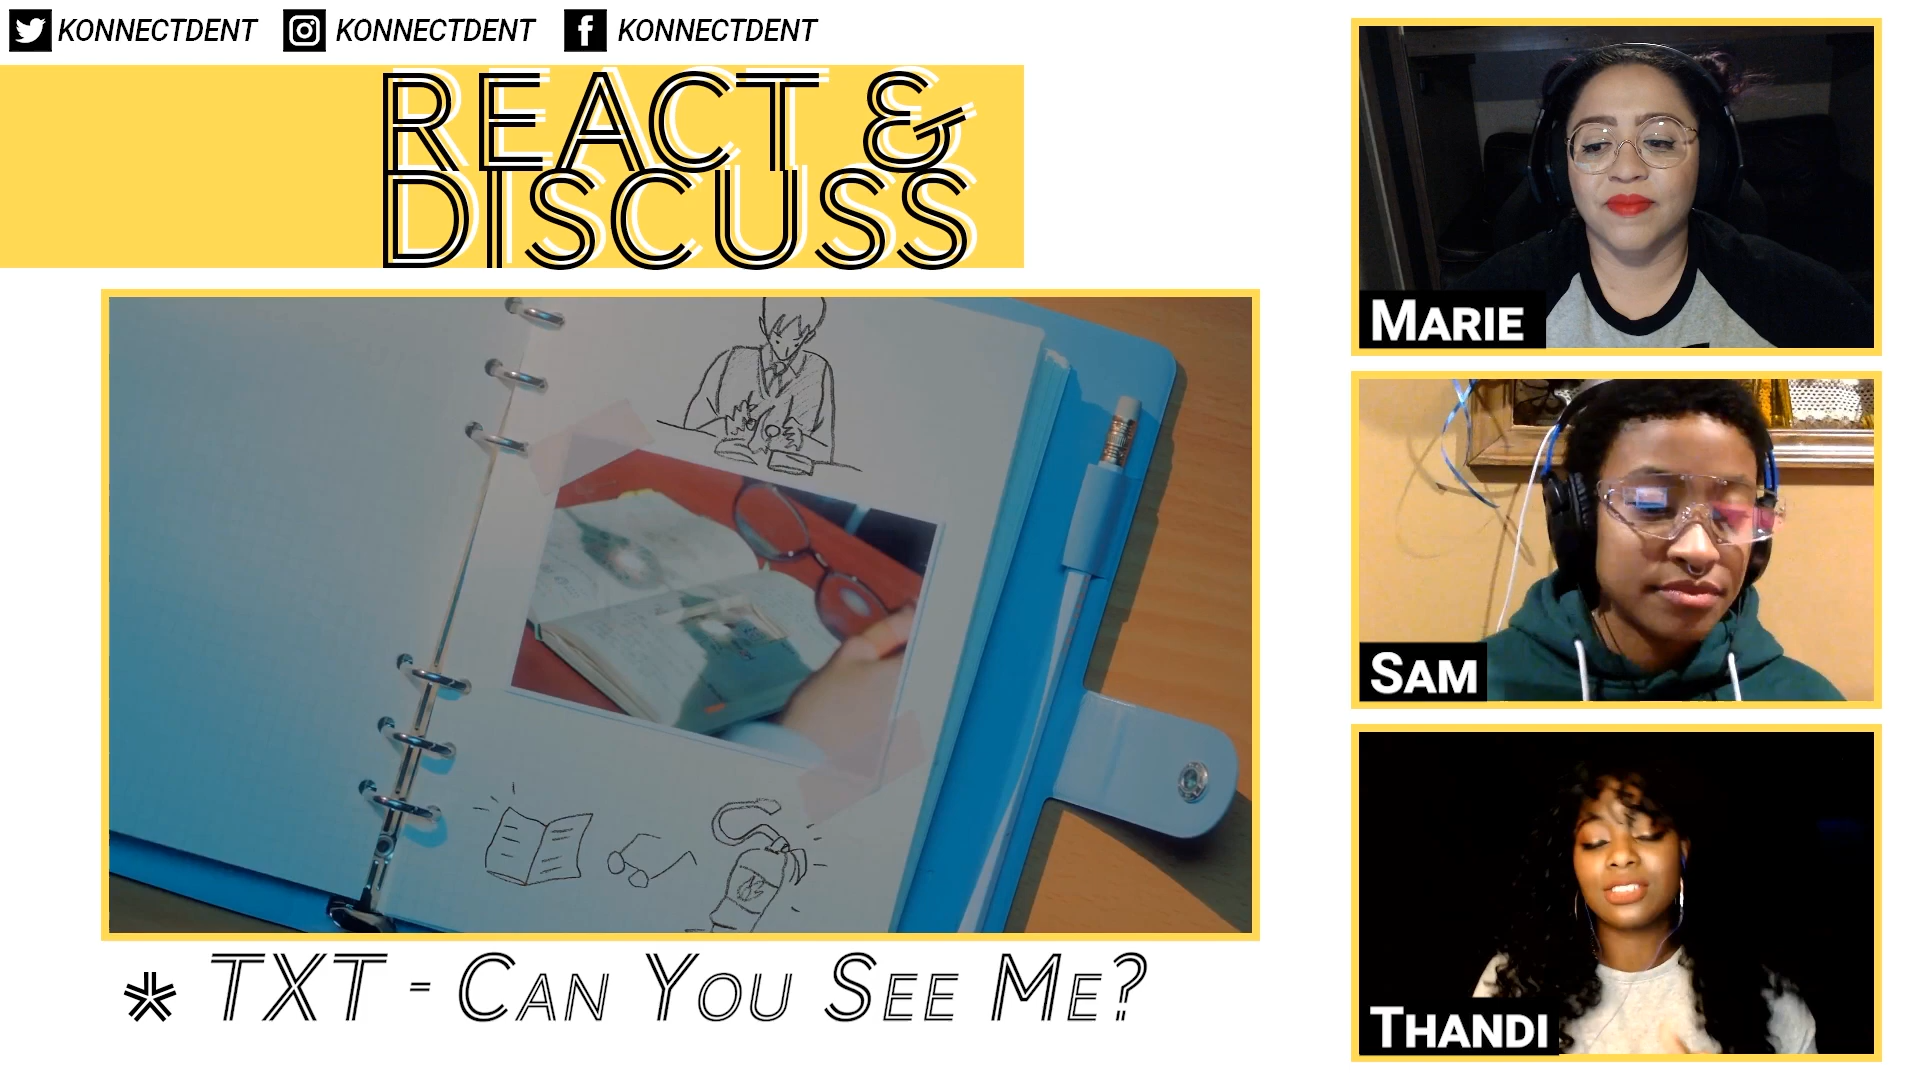 KONNECTDENT KONNECTDENT KONNECTDENT
REACT &
DISCUSS
* TXT - CAN YOU SEE ME?
MARIE
SAM
THANDI